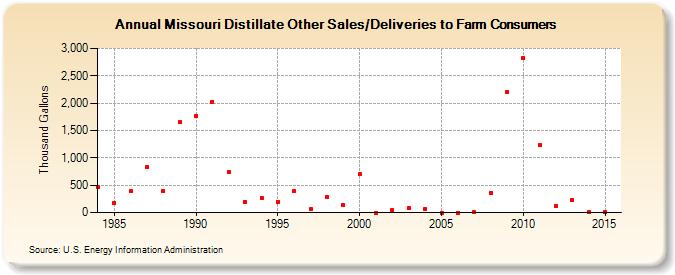 Annual Missouri Distillate Other Sales/Deliveries to Farm Consumers
Thousand Gallons
3,000
2,500
2,000
1,500
1,000
500
0
1985 1990 1995 2000 2005 2010 2015
Source: U.S. Energy Information Administration